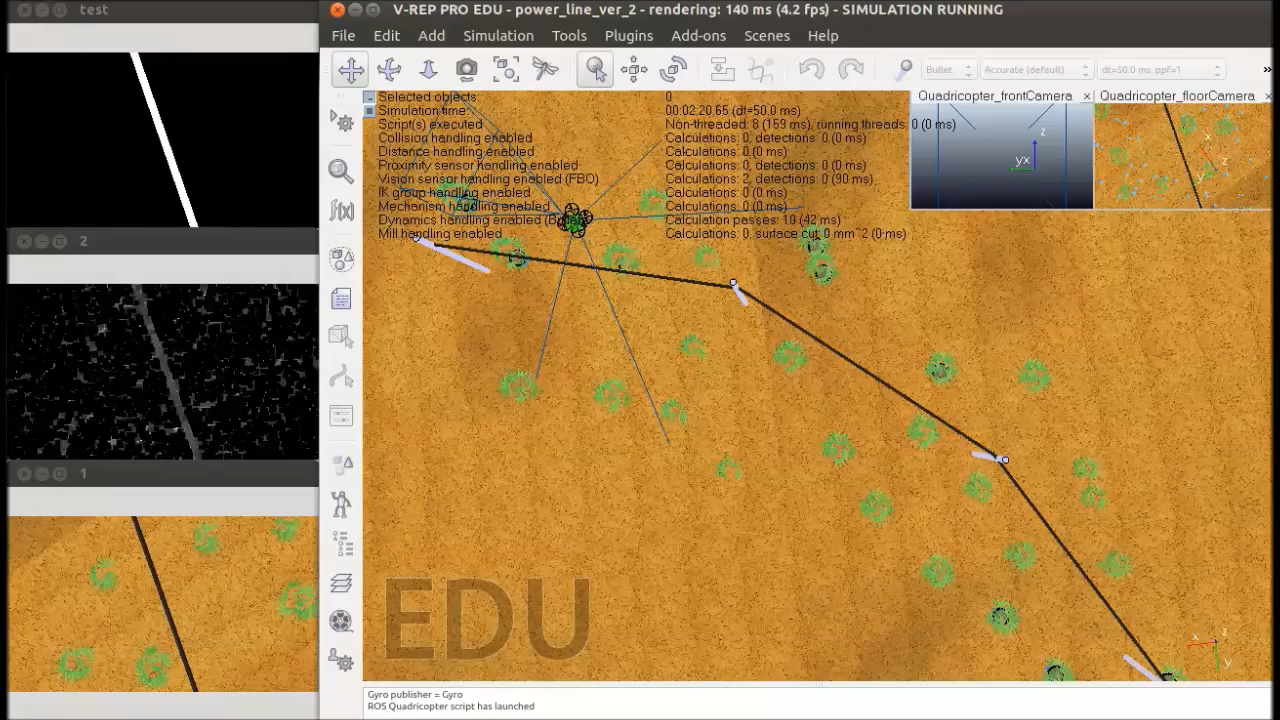 test
V-REP PRO EDU - power_line_ver_2 - rendering: 140 ms (4.2 fps) - SIMULATION RUNNING
File Edit Add Simulation Tools Plugins Add-ons Scenes Help
Bullet Accurate (default) dt=50.0 ms, ppf=1 »
Quadricopter_frontCamera × Quadricopter_floorCamera ×
Selected objects: 0
Simulation time: 00:02:20.65 (dt=50.0 ms)
Script(s) executed Non-threaded: 8 (159 ms), running threads: 0 (0 ms)
Collision handling enabled Calculations: 0, detections: 0 (0 ms)
Distance handling enabled Calculations: 0 (0 ms)
Proximity sensor handling enabled Calculations: 0, detections: 0 (0 ms)
Vision sensor handling enabled (FBO) Calculations: 2, detections: 0 (90 ms)
IK group handling enabled Calculations: 0 (0 ms)
Mechanism handling enabled Calculations: 0 (0 ms)
Dynamics handling enabled Calculation passes: 10 (42 ms)
Mill handling enabled Calculations: 0, surface cut: 0 mm^2 (0 ms)
yx z
x z y
2
1
EDU
x z y
Gyro publisher = Gyro
ROS Quadricopter script has launched